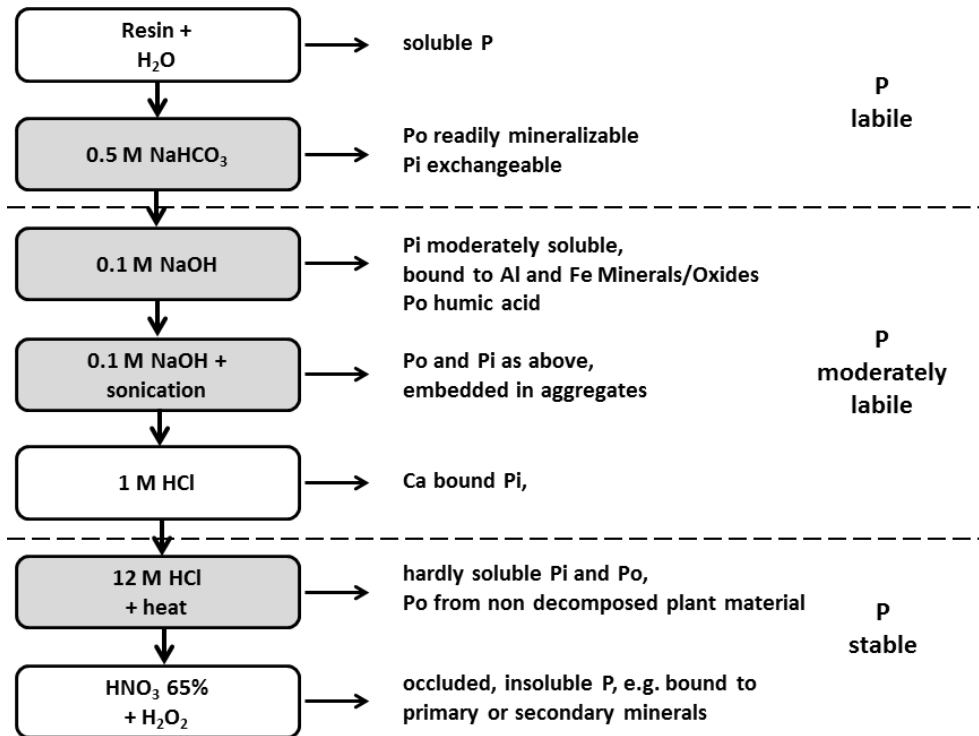 Resin +
H₂O
soluble P
P
labile
0.5 M NaHCO₃
Po readily mineralizable
Pi exchangeable
0.1 M NaOH
Pi moderately soluble,
bound to Al and Fe Minerals/Oxides
Po humic acid
P
moderately
labile
0.1 M NaOH +
sonication
Po and Pi as above,
embedded in aggregates
1 M HCl
Ca bound Pi,
12 M HCl
+ heat
hardly soluble Pi and Po,
Po from non decomposed plant material
P
stable
HNO₃ 65%
+ H₂O₂
occluded, insoluble P, e.g. bound to
primary or secondary minerals